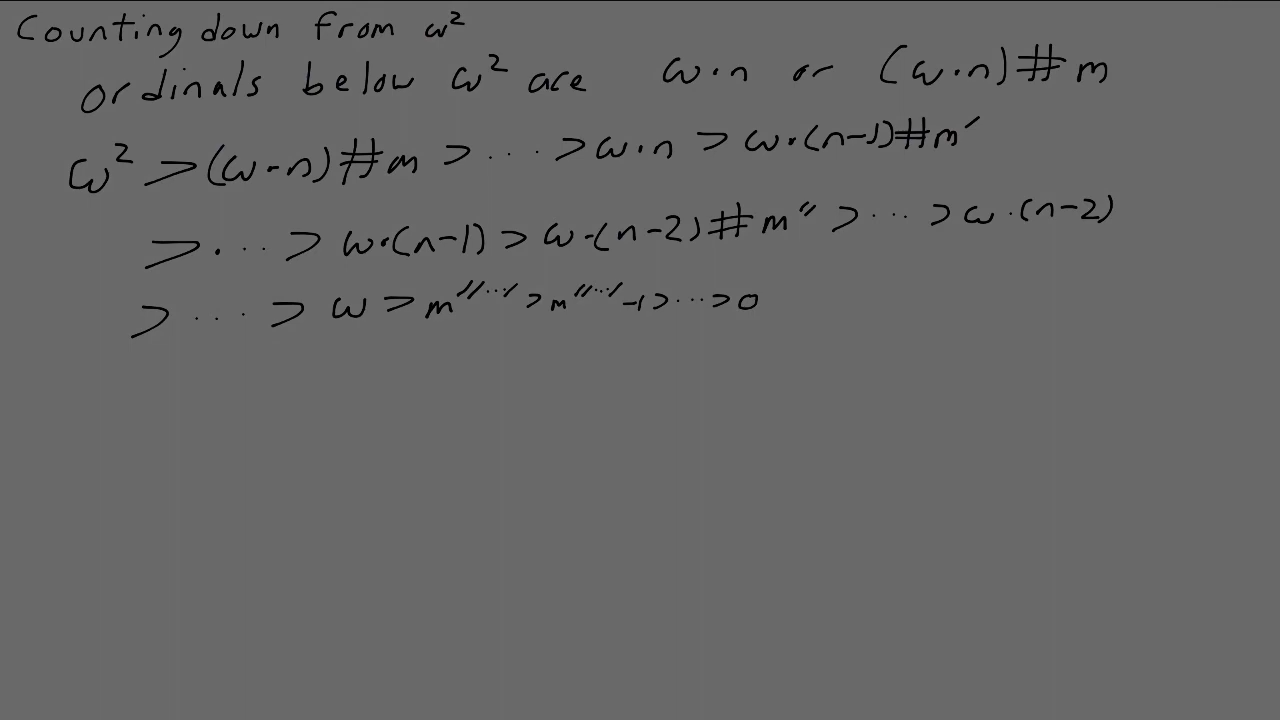 Counting down from ω²
ordinals below ω² are ω·n or (ω·n)#m
ω² > (ω·n)#m > ··· > ω·n > ω·(n-1)#m′
> ··· > ω·(n-1) > ω·(n-2)#m″ > ··· > ω·(n-2)
> ··· > ω > m′′′′···′ > m′′′′···′-1 > ··· > 0